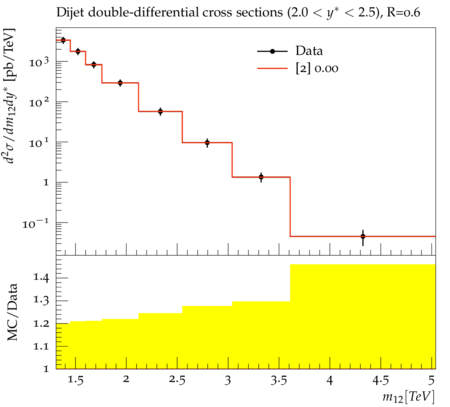 Dijet double-differential cross sections (2.0 < y* < 2.5), R=0.6
d²σ/dm₁₂dy* [pb/TeV]
10³
10²
10¹
1
10⁻¹
Data
[2] 0.00
MC/Data
1.4
1.3
1.2
1.1
1
1.5 2 2.5 3 3.5 4 4.5 5
m₁₂[TeV]